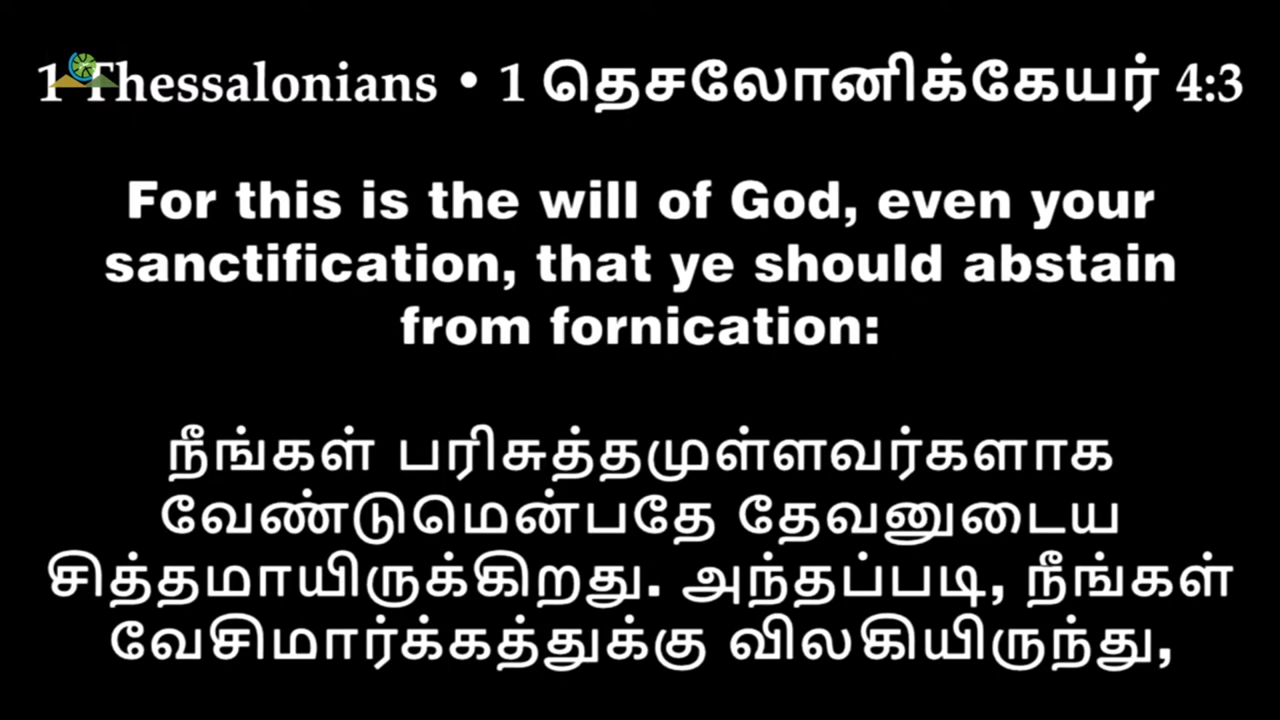 1 Thessalonians • 1 தெசலோனிக்கேயர் 4:3
For this is the will of God, even your
sanctification, that ye should abstain
from fornication:
நீங்கள் பரிசுத்தமுள்ளவர்களாக
வேண்டுமென்பதே தேவனுடைய
சித்தமாயிருக்கிறது. அந்தப்படி, நீங்கள்
வேசிமார்க்கத்துக்கு விலகியிருந்து,